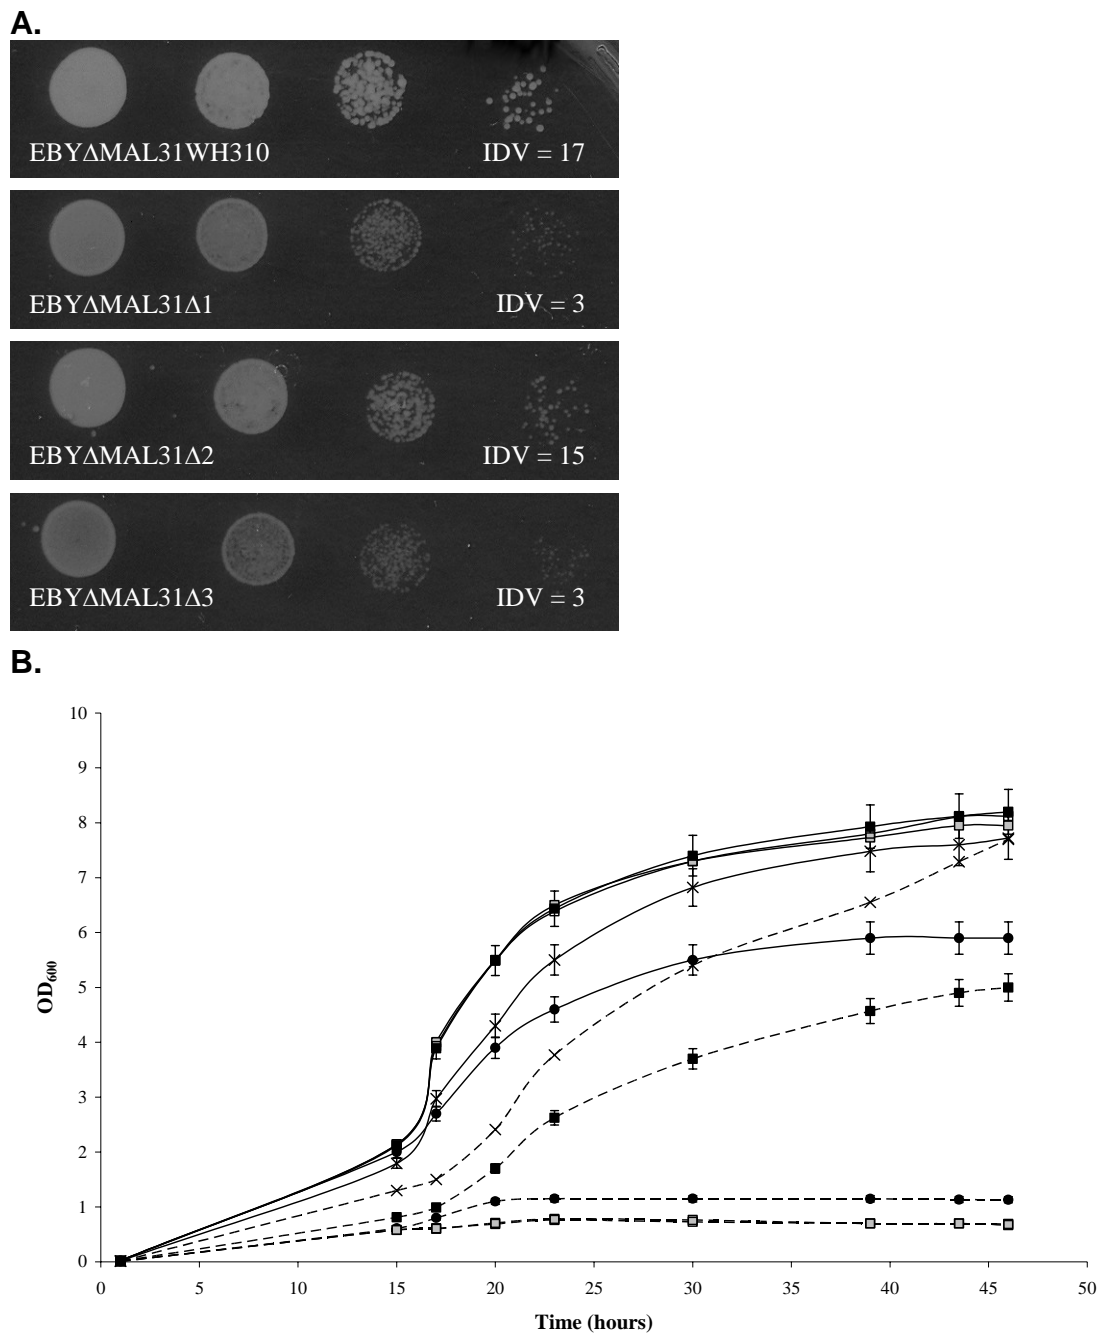 A.
EBYΔMAL31WH310 IDV = 17
EBYΔMAL31Δ1 IDV = 3
EBYΔMAL31Δ2 IDV = 15
EBYΔMAL31Δ3 IDV = 3
B.
10
9
8
7
6
5
4
3
2
1
0
OD600
0 5 10 15 20 25 30 35 40 45 50
Time (hours)